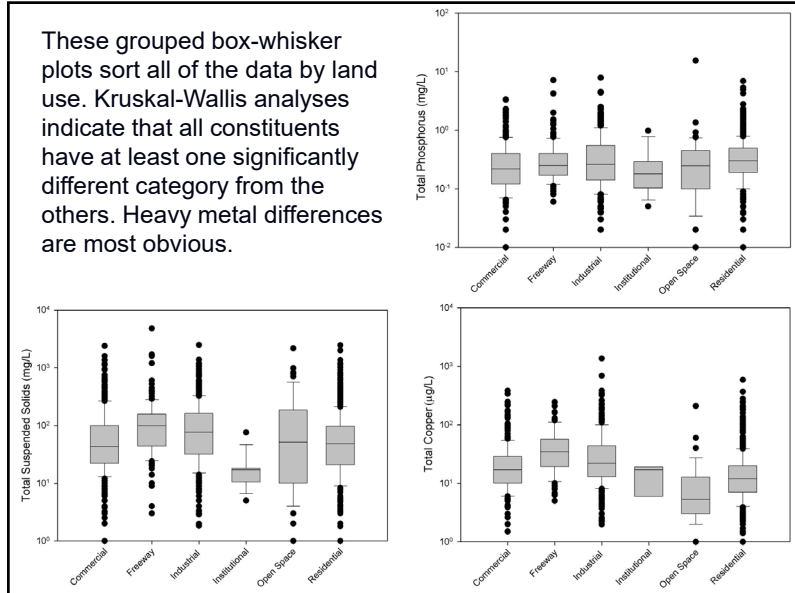 These grouped box-whisker
plots sort all of the data by land
use. Kruskal-Wallis analyses
indicate that all constituents
have at least one significantly
different category from the
others. Heavy metal differences
are most obvious.
Total Phosphorus (mg/L)
10²
10¹
10⁰
10⁻¹
10⁻²
Commercial
Freeway
Industrial
Institutional
Open Space
Residential
Total Suspended Solids (mg/L)
10⁴
10³
10²
10¹
10⁰
Commercial
Freeway
Industrial
Institutional
Open Space
Residential
Total Copper (µg/L)
10⁴
10³
10²
10¹
10⁰
Commercial
Freeway
Industrial
Institutional
Open Space
Residential